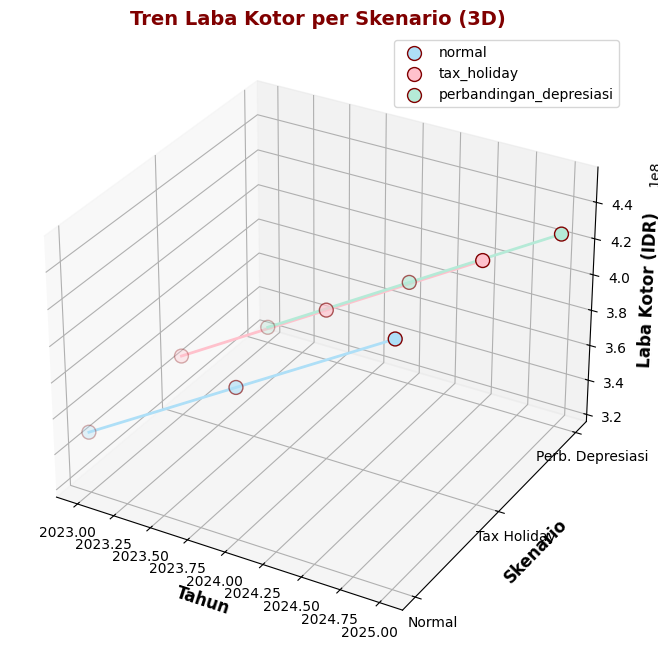 Tren Laba Kotor per Skenario (3D)
normal
tax_holiday
perbandingan_depresiasi
1e8
4.4
4.2
4.0
3.8
3.6
3.4
3.2
Laba Kotor (IDR)
Perb. Depresiasi
Tax Holiday
Normal
Skenario
2023.00
2023.25
2023.50
2023.75
2024.00
2024.25
2024.50
2024.75
2025.00
Tahun